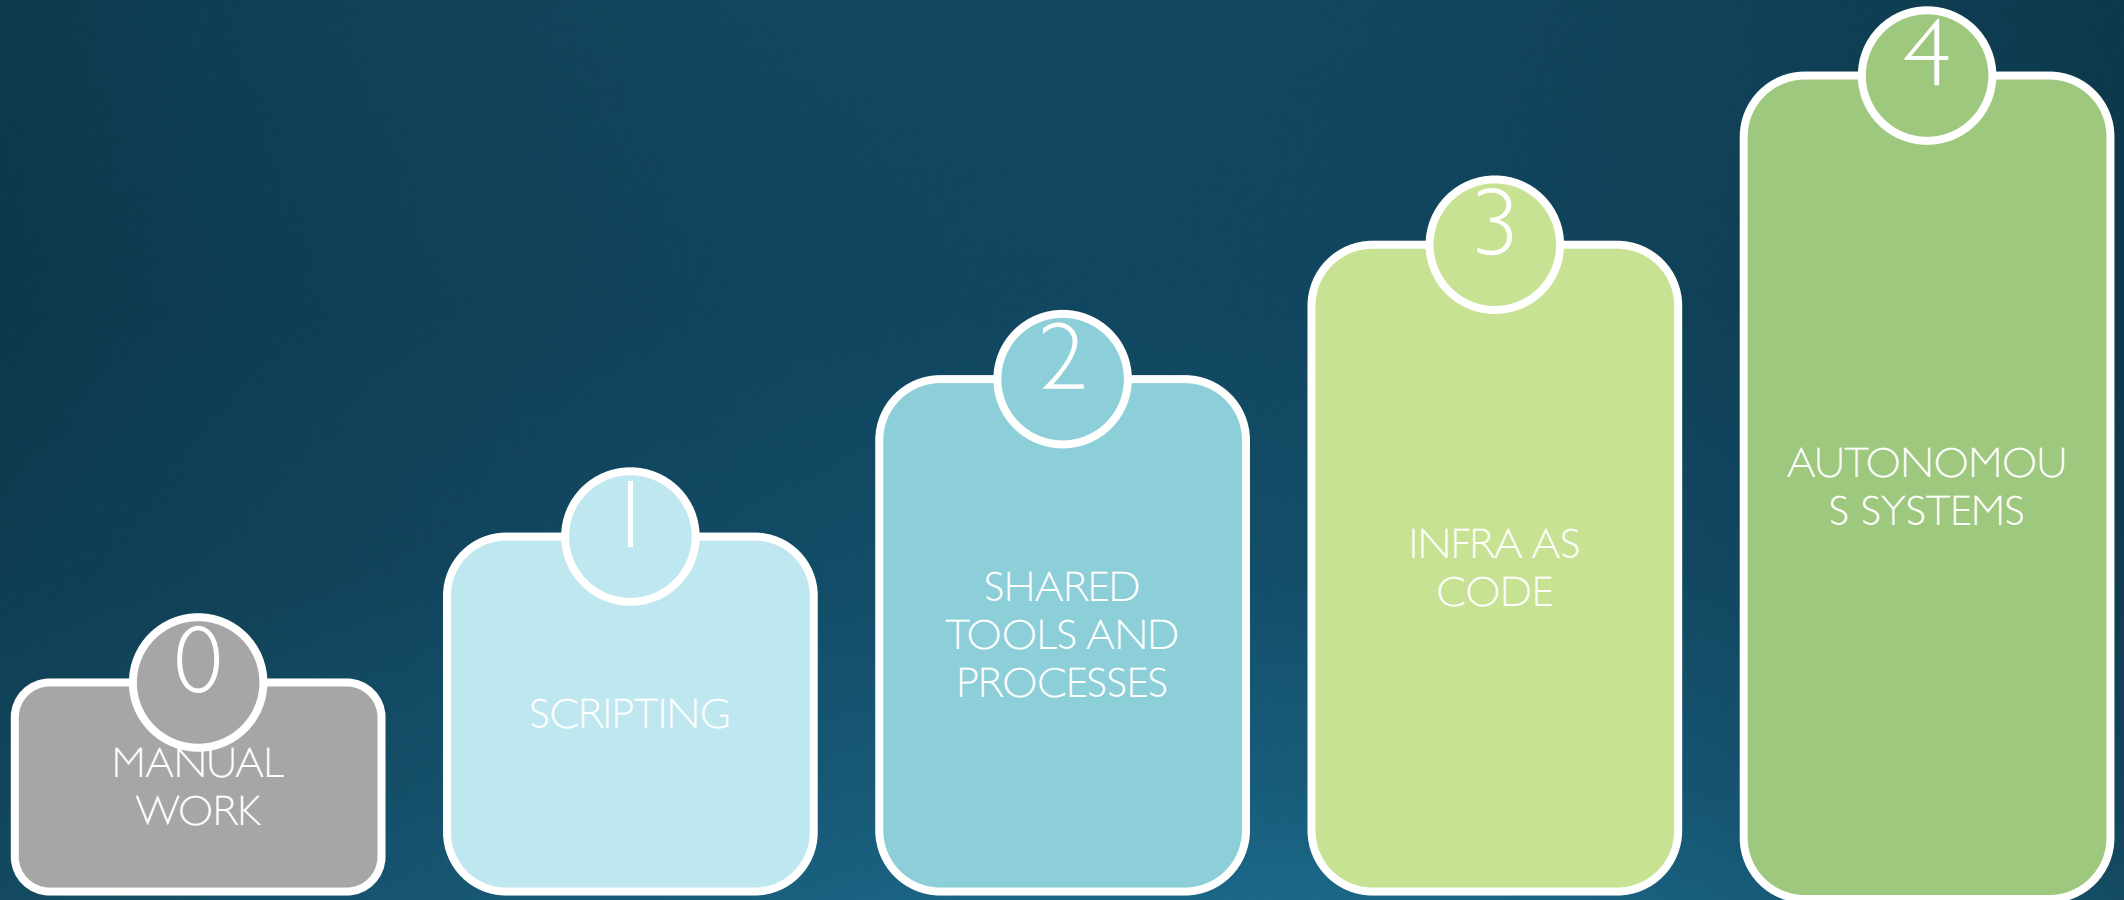 0
MANUAL
WORK
1
SCRIPTING
2
SHARED
TOOLS AND
PROCESSES
3
INFRA AS
CODE
4
AUTONOMOU
S SYSTEMS